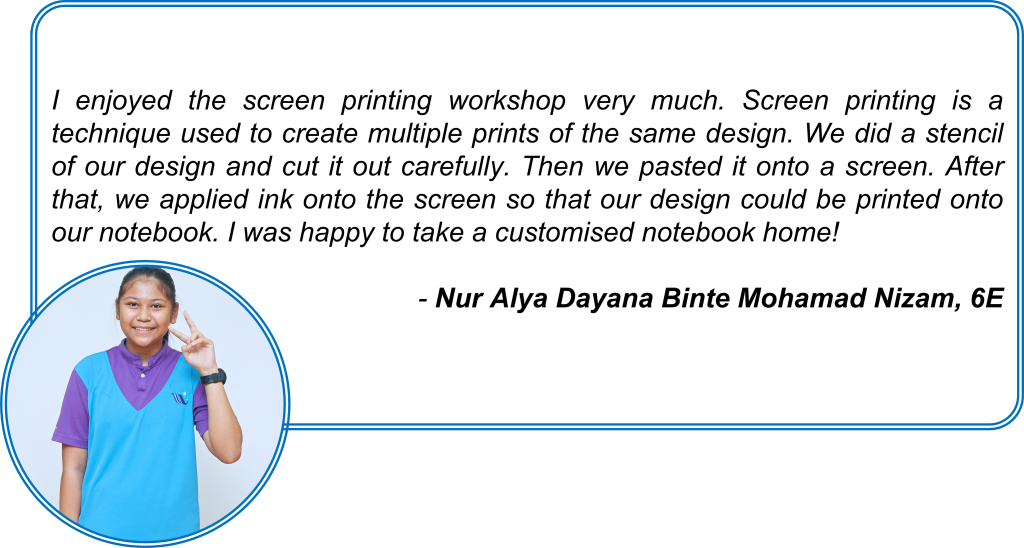 I enjoyed the screen printing workshop very much. Screen printing is a
technique used to create multiple prints of the same design. We did a stencil
of our design and cut it out carefully. Then we pasted it onto a screen. After
that, we applied ink onto the screen so that our design could be printed onto
our notebook. I was happy to take a customised notebook home!
- Nur Alya Dayana Binte Mohamad Nizam, 6E